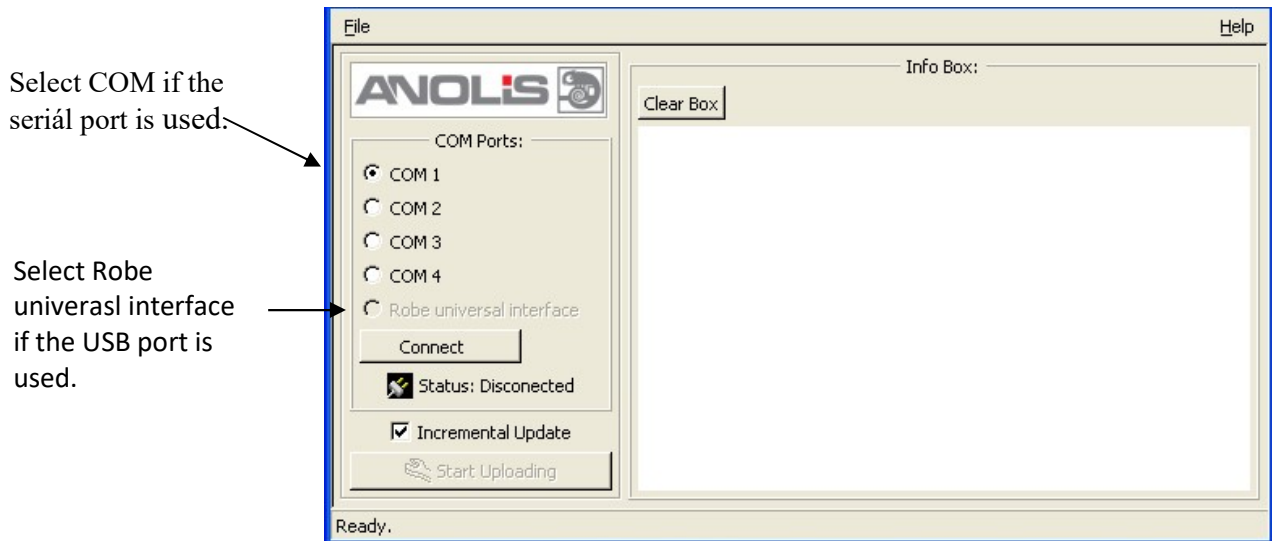 File
Help
Select COM if the
seriál port is used.
ANOLiS
COM Ports:
COM 1
COM 2
COM 3
COM 4
Robe universal interface
Connect
Status: Disconected
Incremental Update
Start Uploading
Info Box:
Clear Box
Select Robe
univerasl interface
if the USB port is
used.
Ready.